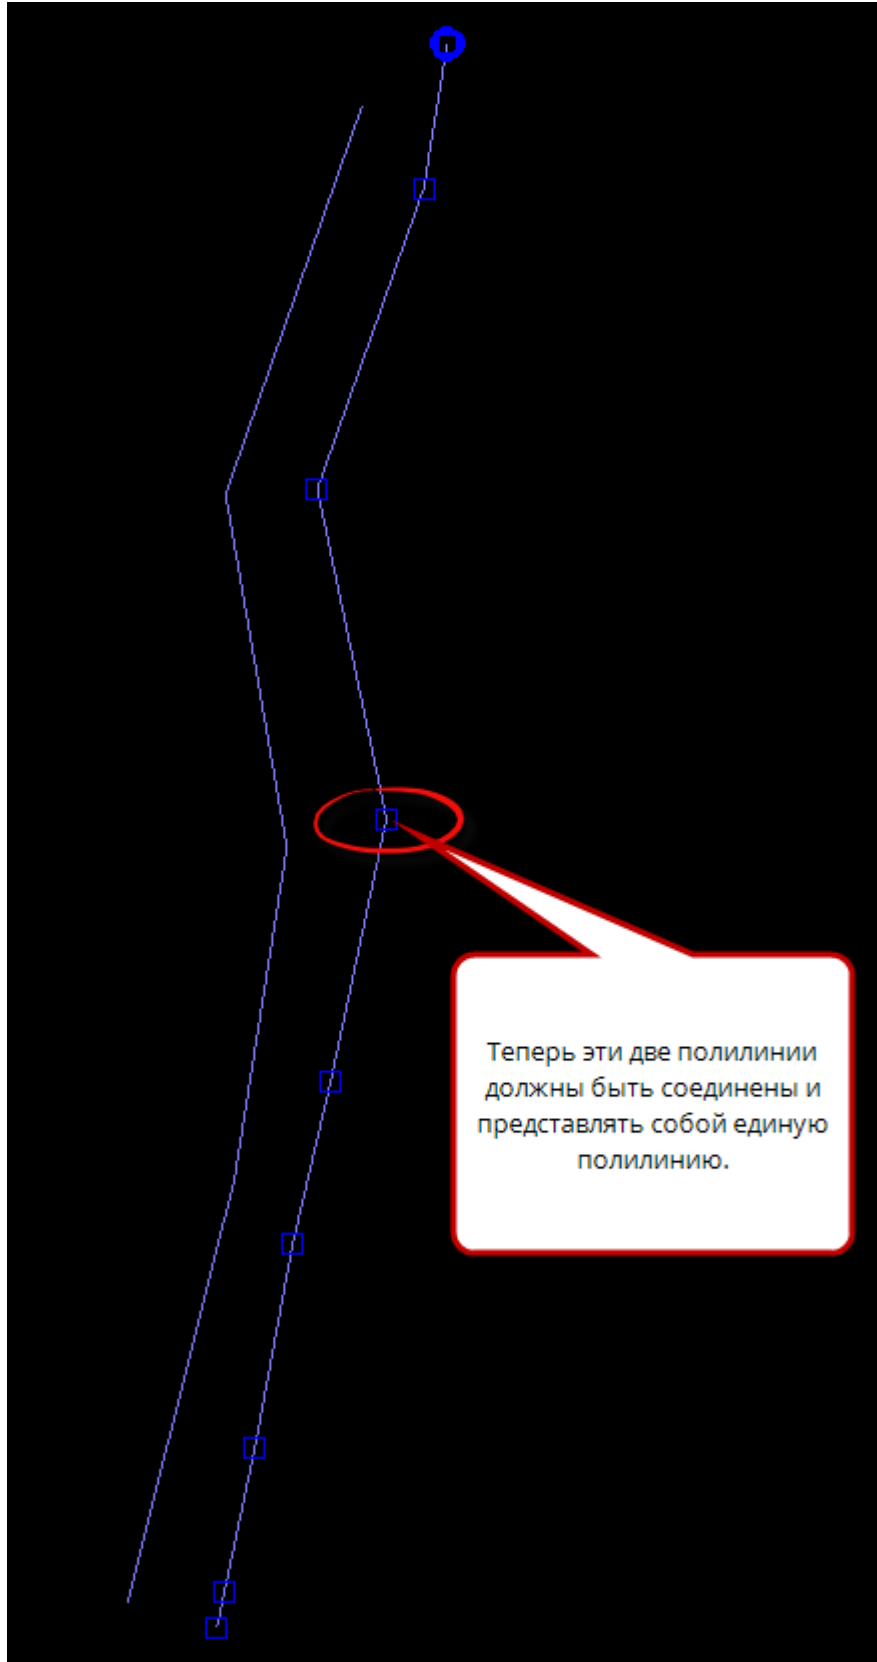 Теперь эти две полилинии
должны быть соединены и
представлять собой единую
полилинию.